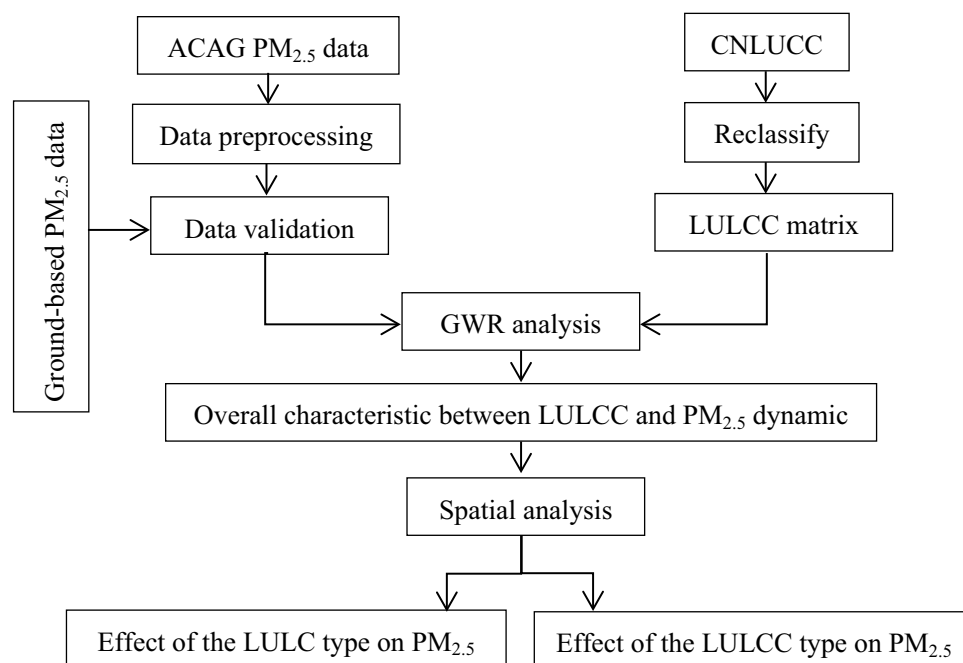 ACAG PM2.5 data
CNLUCC
Ground-based PM2.5 data
Data preprocessing
Reclassify
Data validation
LULCC matrix
GWR analysis
Overall characteristic between LULCC and PM2.5 dynamic
Spatial analysis
Effect of the LULC type on PM2.5
Effect of the LULCC type on PM2.5